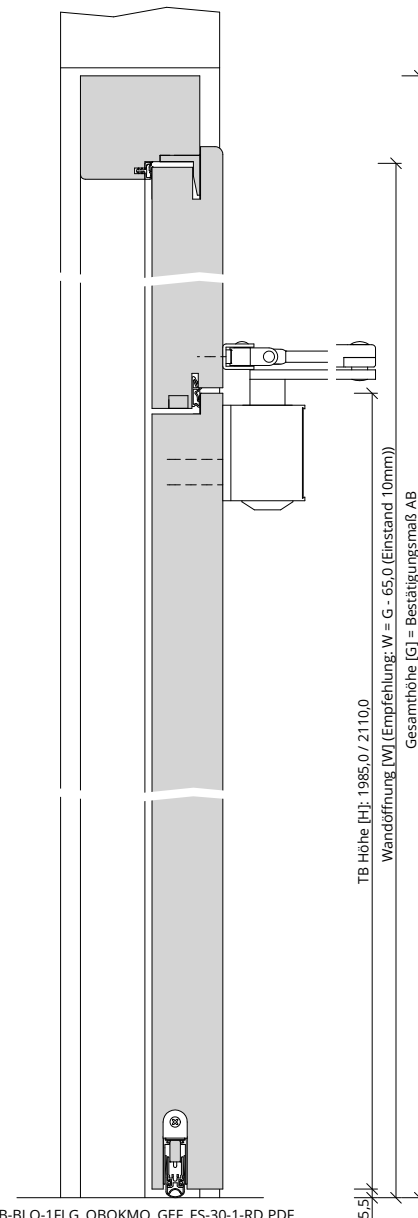 TB Höhe [H]: 1985,0 / 2110,0
Wandöffnung [W] (Empfehlung: W = G - 65,0 (Einstand 10mm))
Gesamthöhe [G] = Bestätigungsmaß AB
5,5
B-BLO-1FLG_OBOKMO_GFF_FS-30-1-RD.PDF